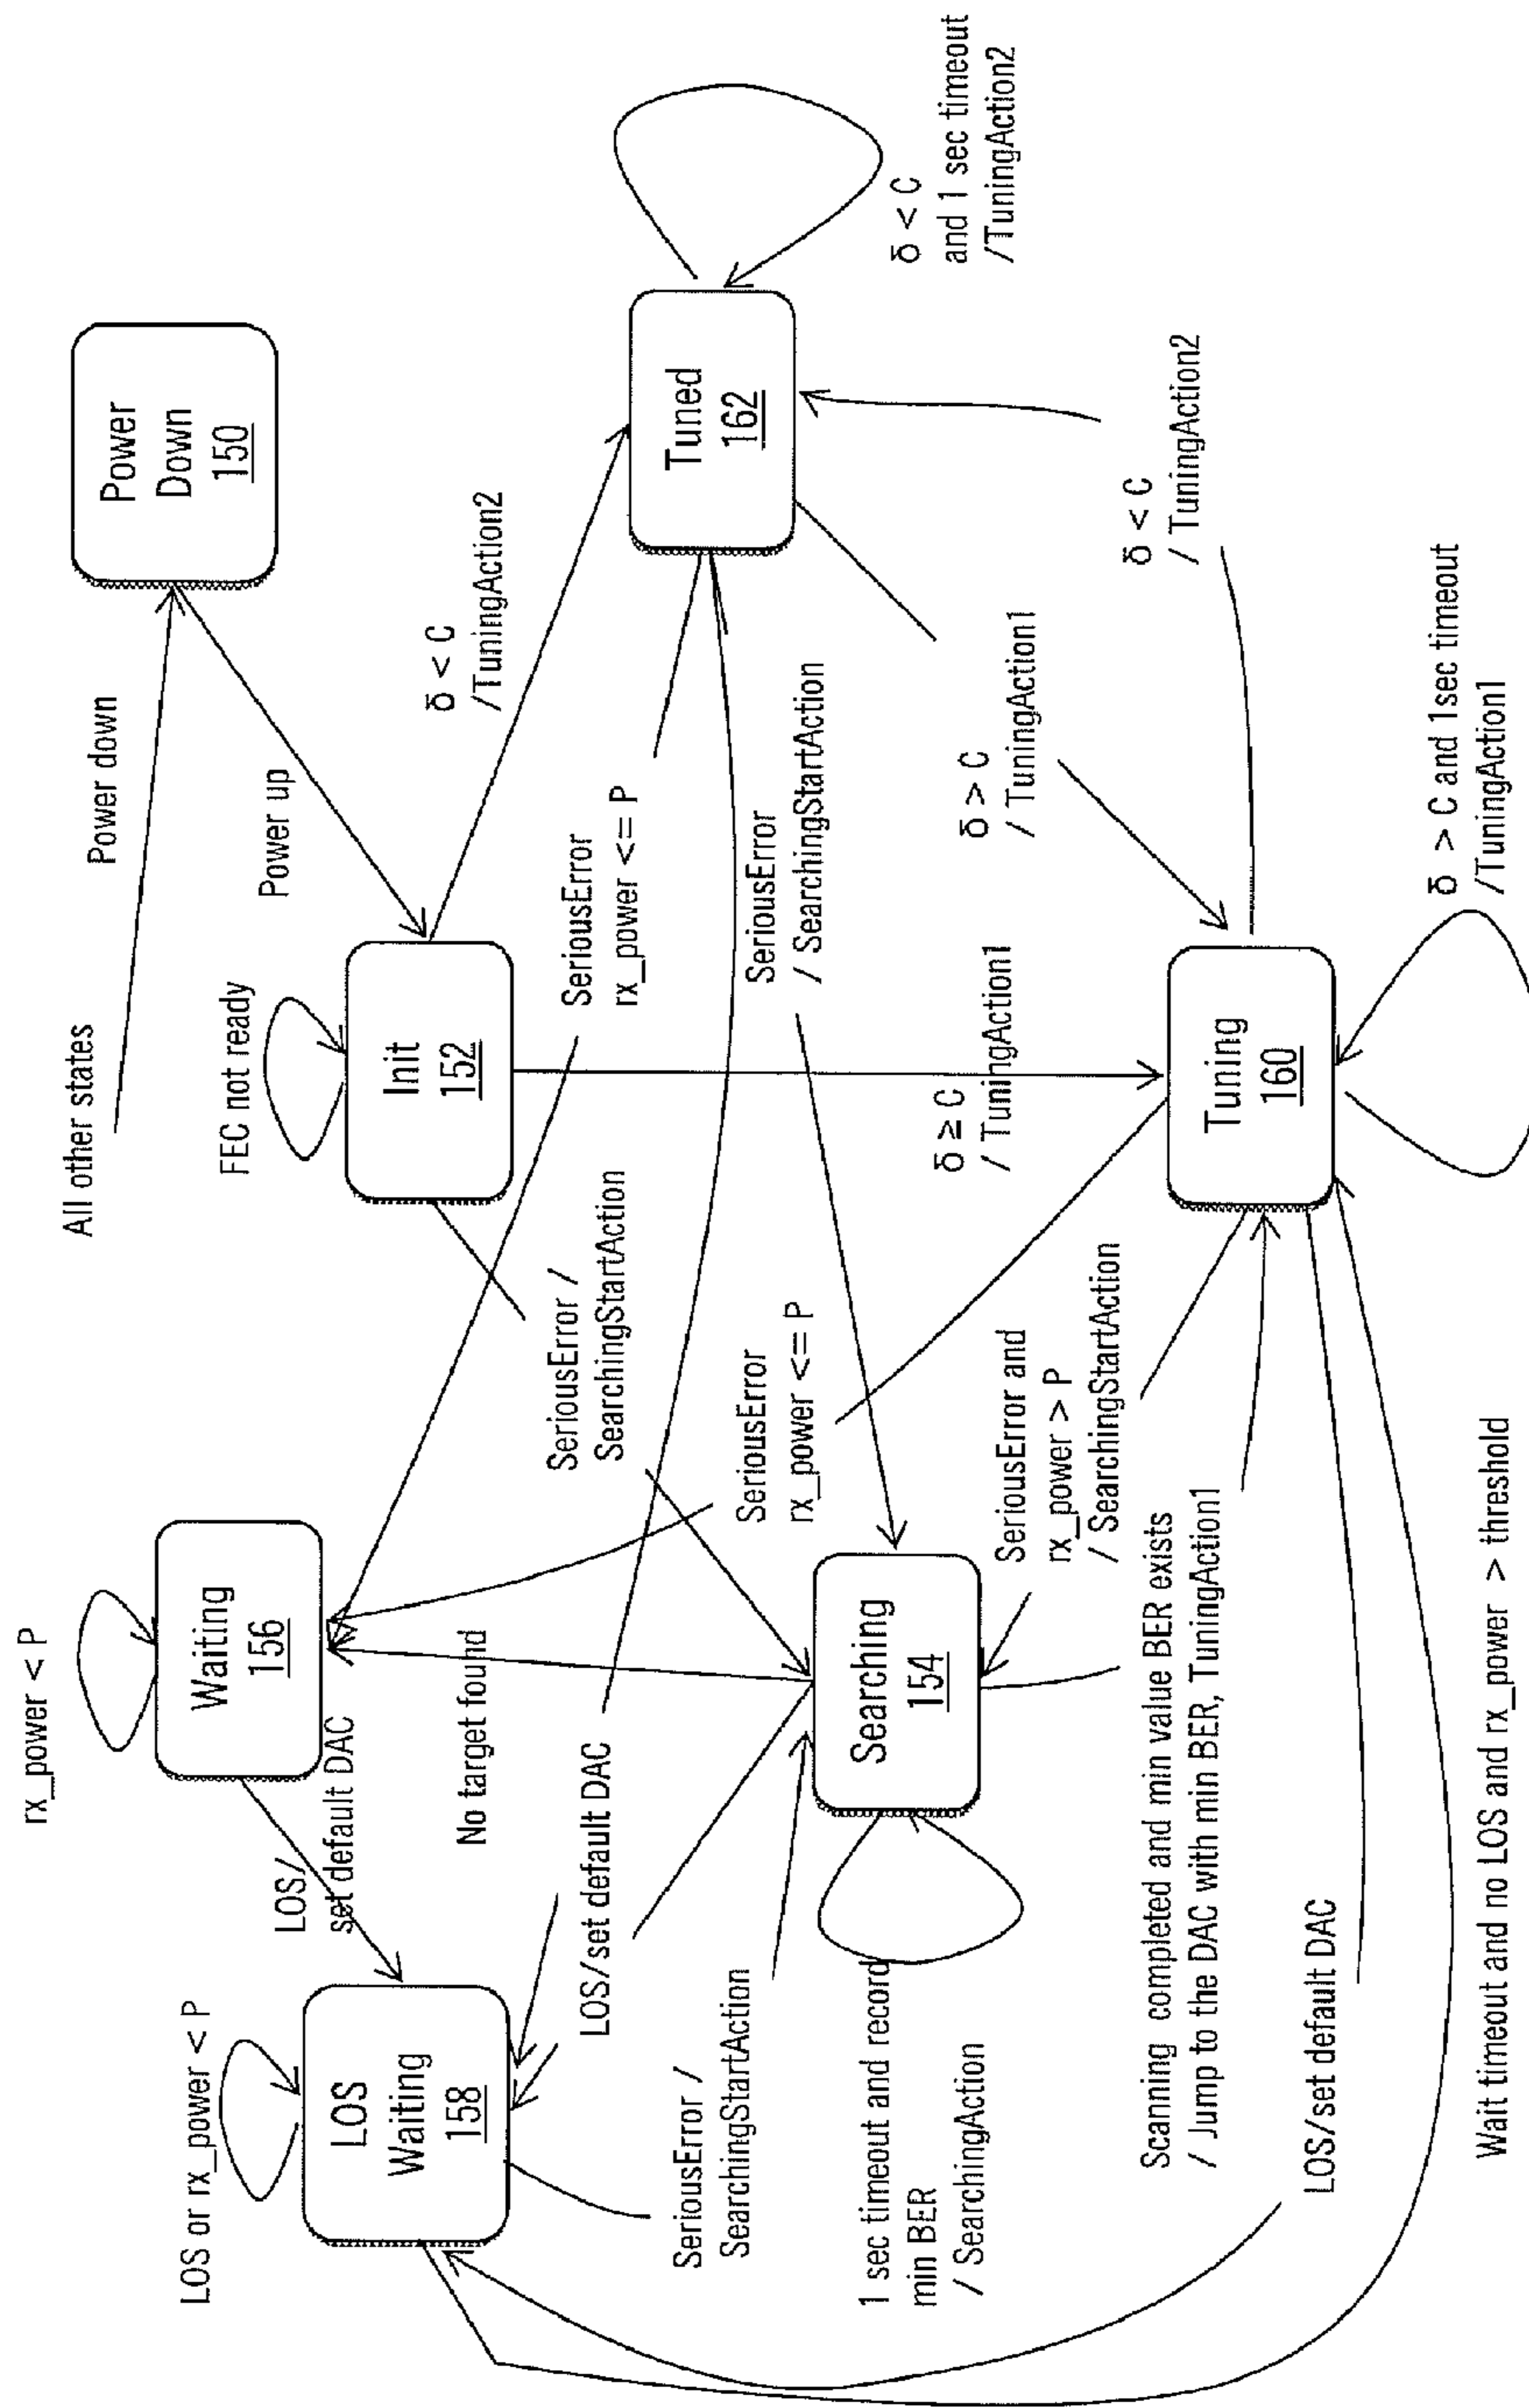 All other states
Power down
Power
Down
150
Power up
FEC not ready
Init
152
δ < C
/TuningAction2
Tuned
162
δ < C
and 1 sec timeout
/TuningAction2
rx_power < P
Waiting
156
LOS/
set default DAC
LOS or rx_power < P
LOS
Waiting
158
No target found
SeriousError /
SearchingStartAction
SeriousError
rx_power <= P
SeriousError
/ SearchingStartAction
SeriousError
rx_power <= P
LOS/set default DAC
SeriousError /
SearchingStartAction
Searching
154
1 sec timeout and record
min BER
/ SearchingAction
SeriousError and
rx_power > P
/ SearchingStartAction
δ ≥ C
/ TuningAction1
δ > C
/ TuningAction1
δ < C
/ TuningAction2
Tuning
160
Scanning completed and min value BER exists
/ Jump to the DAC with min BER, TuningAction1
LOS/set default DAC
δ > C and 1sec timeout
/TuningAction1
Wait timeout and no LOS and rx_power > threshold